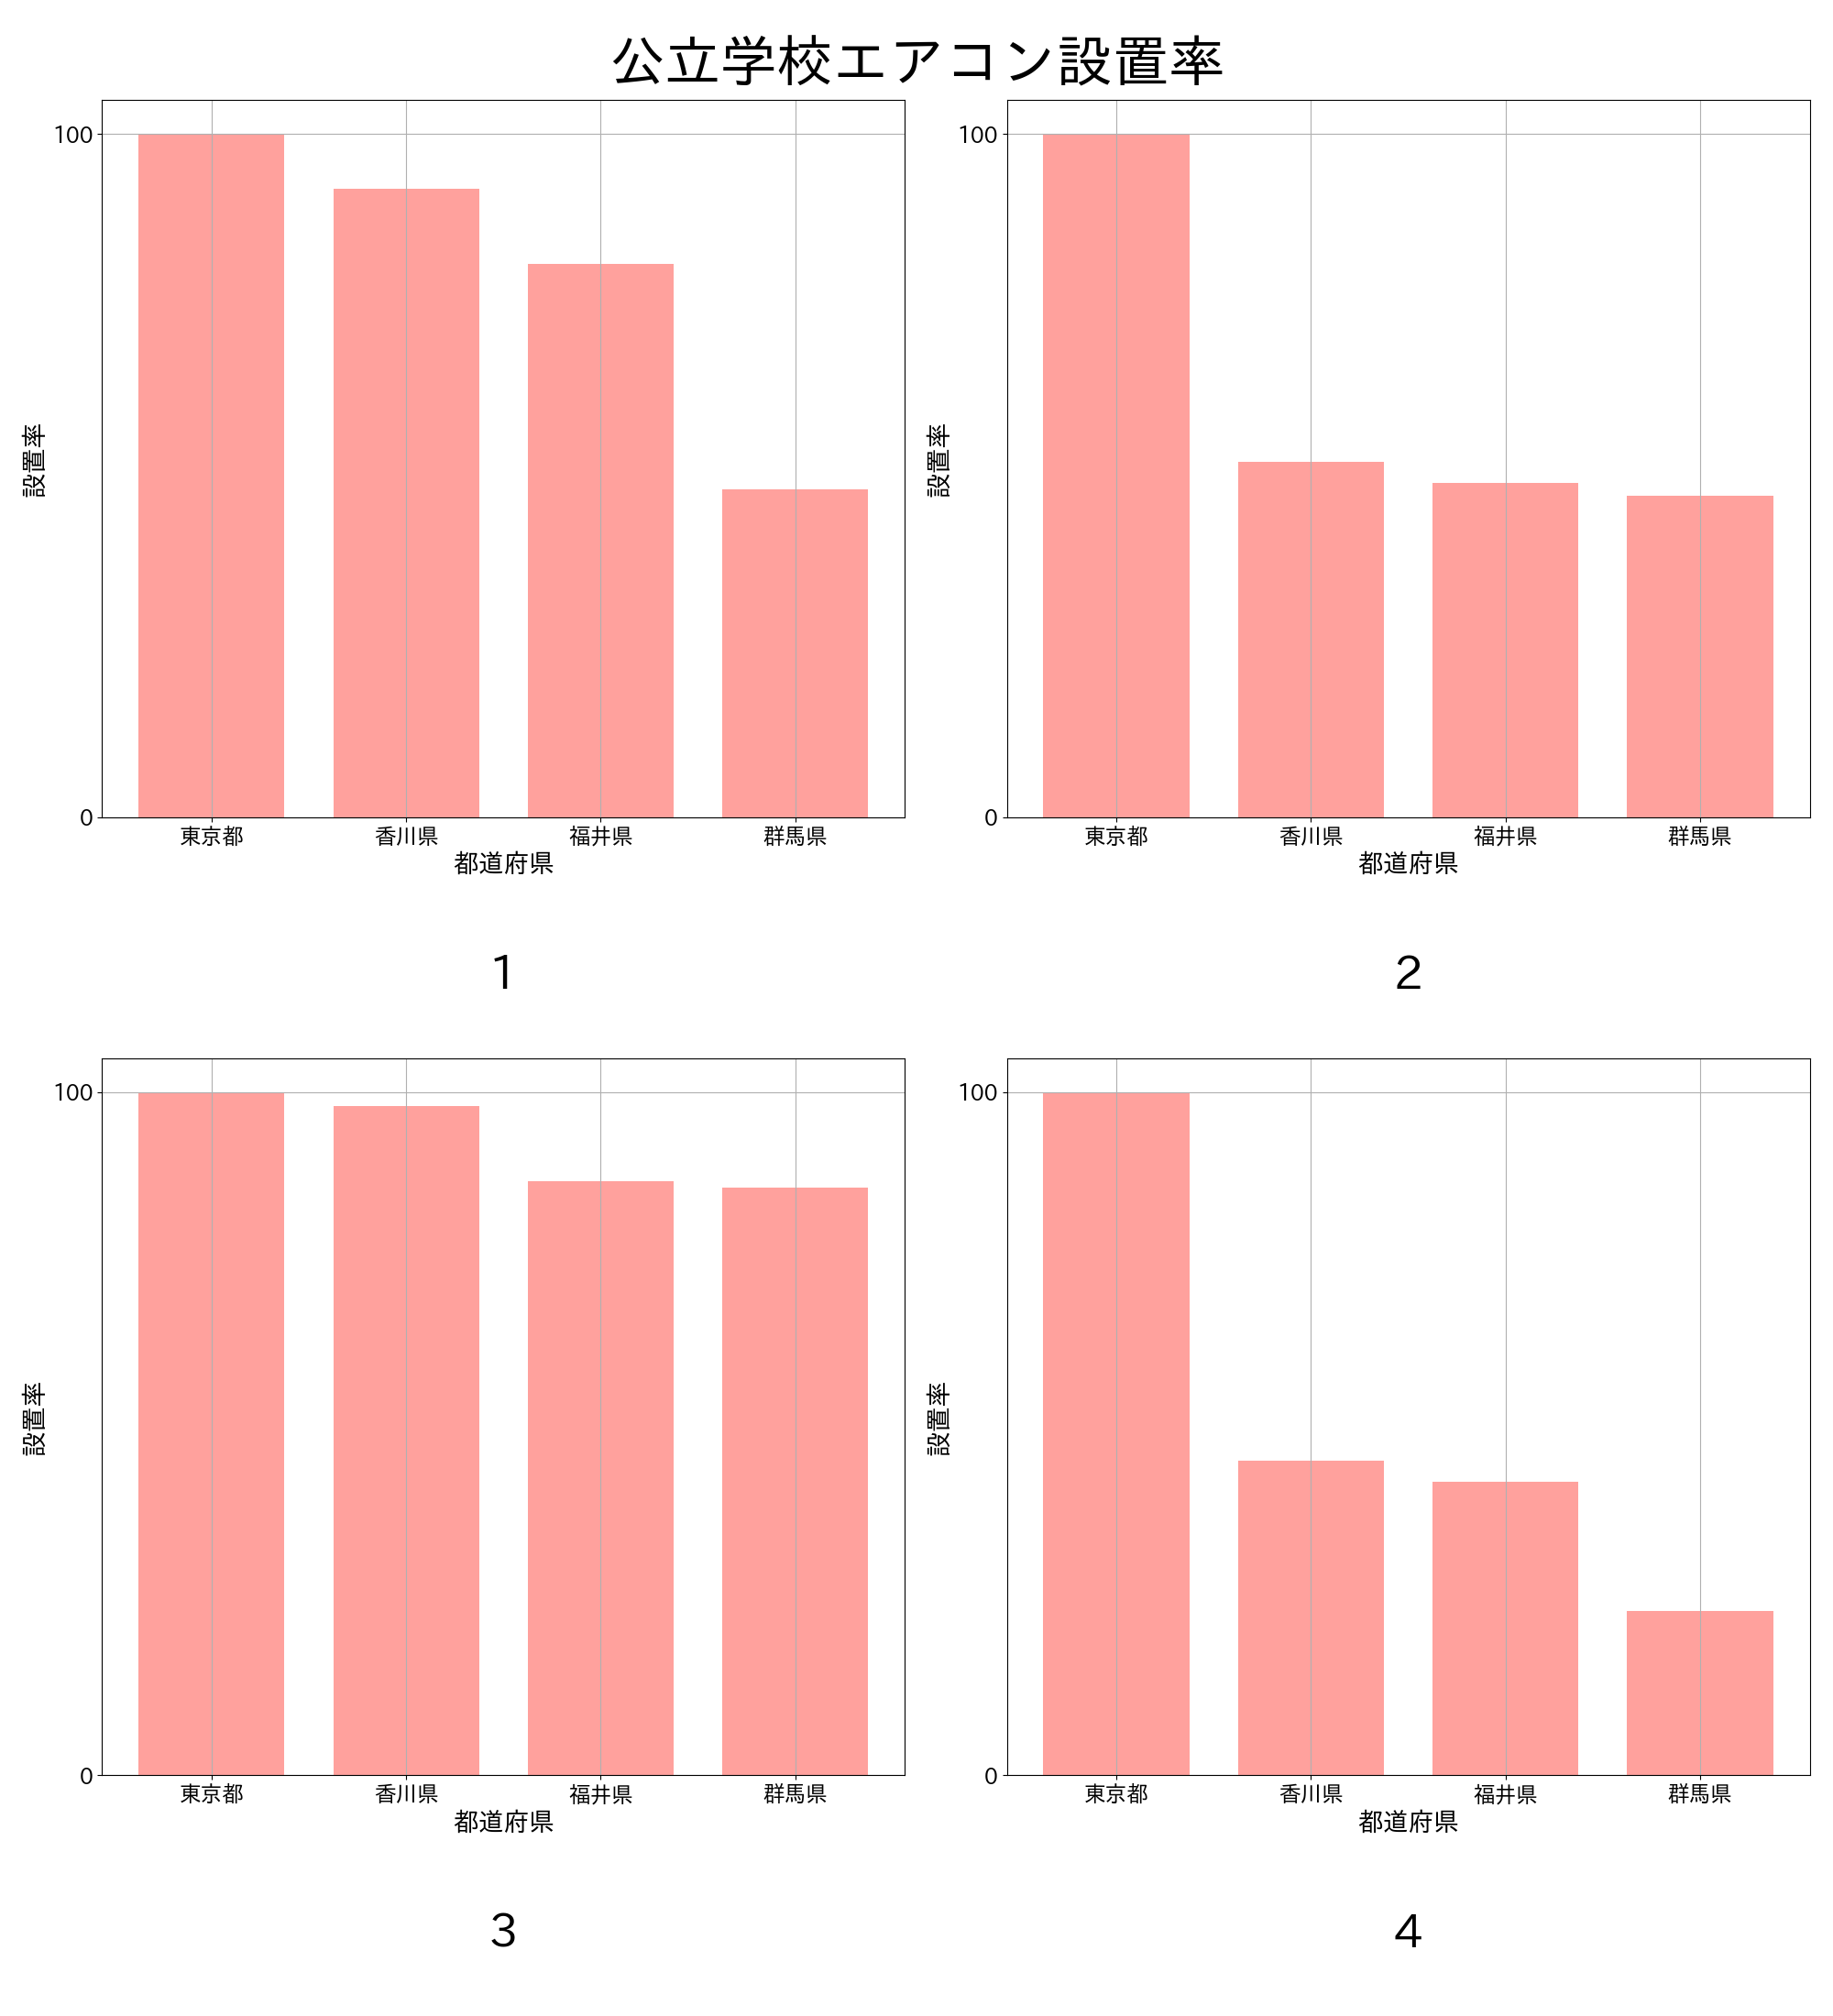 公立学校エアコン設置率
100
設置率
0
東京都 香川県 福井県 群馬県
都道府県
1
100
設置率
0
東京都 香川県 福井県 群馬県
都道府県
2
100
設置率
0
東京都 香川県 福井県 群馬県
都道府県
3
100
設置率
0
東京都 香川県 福井県 群馬県
都道府県
4